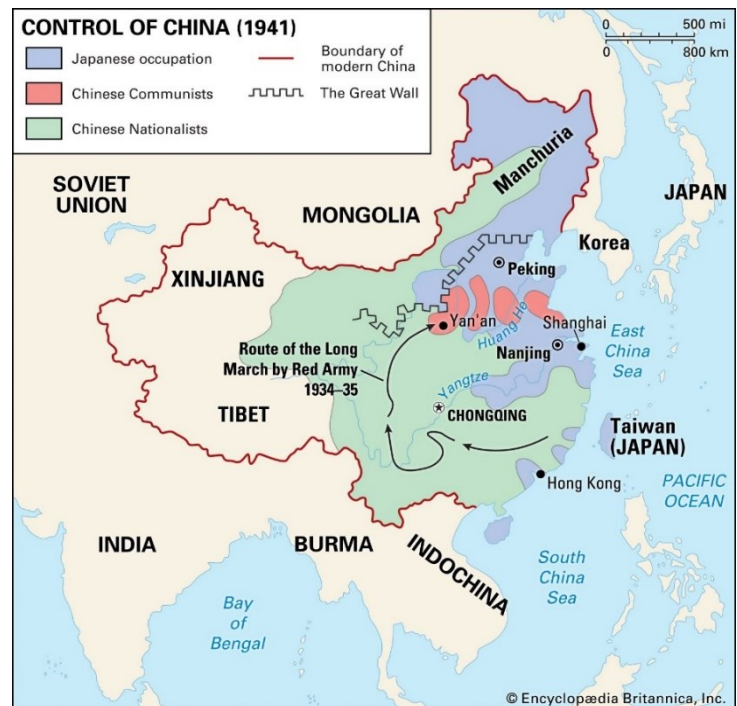 CONTROL OF CHINA (1941)
Japanese occupation
Chinese Communists
Chinese Nationalists
Boundary of
modern China
The Great Wall
0 500 mi
0 800 km
SOVIET
UNION
MONGOLIA
Manchuria
JAPAN
Korea
XINJIANG
Peking
Yan'an
Huang He
Shanghai
East
China
Sea
Nanjing
Route of the Long
March by Red Army
1934–35
Yangtze
TIBET
CHONGQING
Taiwan
(JAPAN)
Hong Kong
PACIFIC
OCEAN
INDIA
BURMA
INDOCHINA
South
China
Sea
Bay
of
Bengal
© Encyclopædia Britannica, Inc.